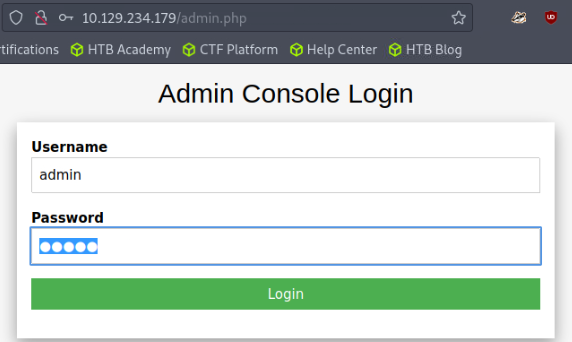 10.129.234.179/admin.php
tifications HTB Academy CTF Platform Help Center HTB Blog
Admin Console Login
Username
admin
Password
●●●●●
Login